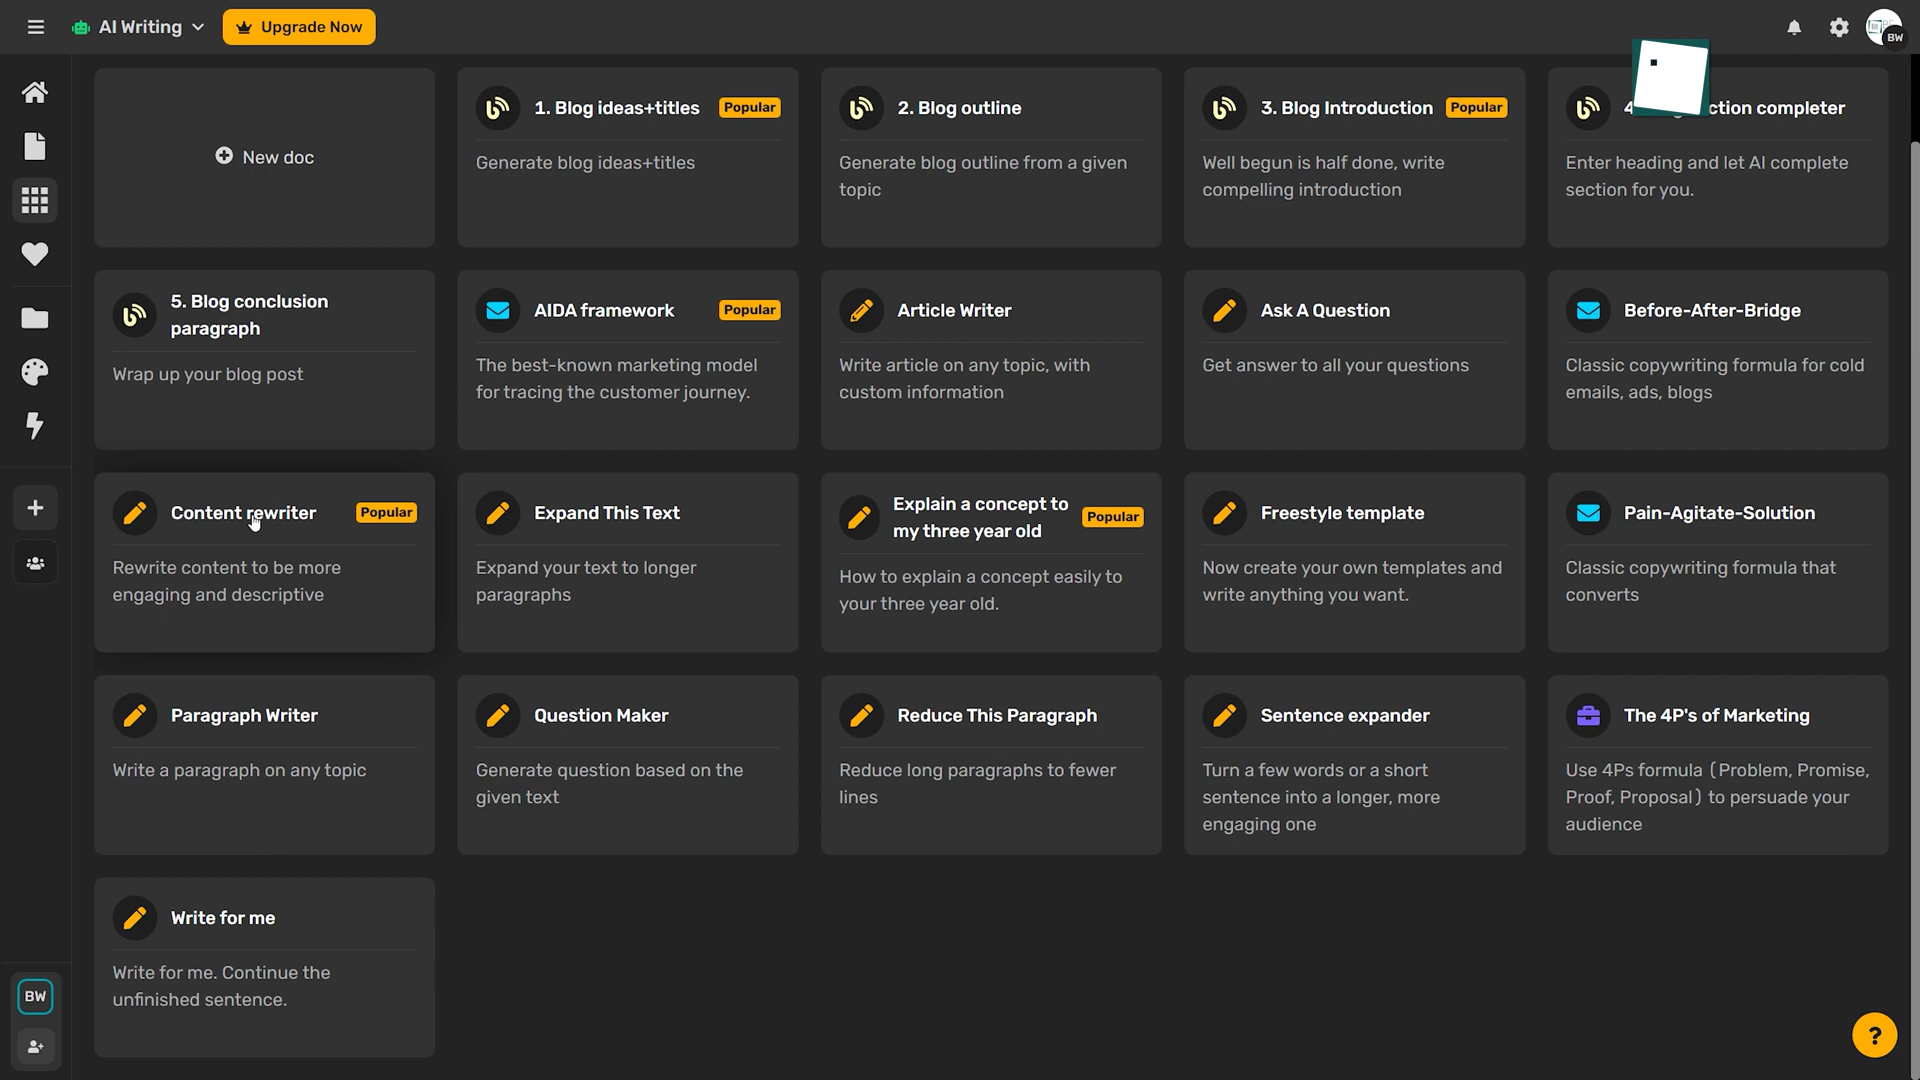 AI Writing
Upgrade Now
BW
New doc
1. Blog ideas+titles
Popular
Generate blog ideas+titles
2. Blog outline
Generate blog outline from a given
topic
3. Blog Introduction
Popular
Well begun is half done, write
compelling introduction
completer
Enter heading and let AI complete
section for you.
5. Blog conclusion
paragraph
Wrap up your blog post
AIDA framework
Popular
The best-known marketing model
for tracing the customer journey.
Article Writer
Write article on any topic, with
custom information
Ask A Question
Get answer to all your questions
Before-After-Bridge
Classic copywriting formula for cold
emails, ads, blogs
Content rewriter
Popular
Rewrite content to be more
engaging and descriptive
Expand This Text
Expand your text to longer
paragraphs
Explain a concept to
my three year old
Popular
How to explain a concept easily to
your three year old.
Freestyle template
Now create your own templates and
write anything you want.
Pain-Agitate-Solution
Classic copywriting formula that
converts
Paragraph Writer
Write a paragraph on any topic
Question Maker
Generate question based on the
given text
Reduce This Paragraph
Reduce long paragraphs to fewer
lines
Sentence expander
Turn a few words or a short
sentence into a longer, more
engaging one
The 4P's of Marketing
Use 4Ps formula (Problem, Promise,
Proof, Proposal) to persuade your
audience
Write for me
Write for me. Continue the
unfinished sentence.
BW
?